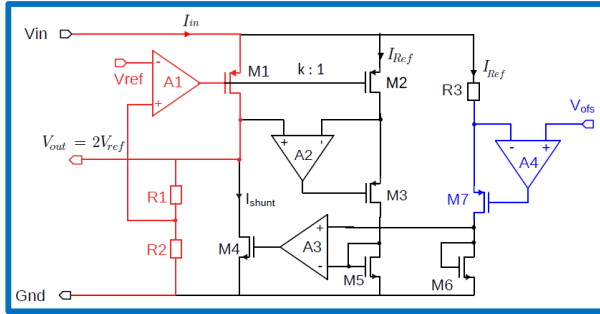 Vin
I_in
Vref
-
+
A1
M1
k : 1
M2
I_Ref
I_Ref
R3
V_ofs
V_out = 2V_ref
+
-
A2
-
+
A4
R1
M3
M7
I_shunt
R2
M4
A3
+
-
M5
M6
Gnd